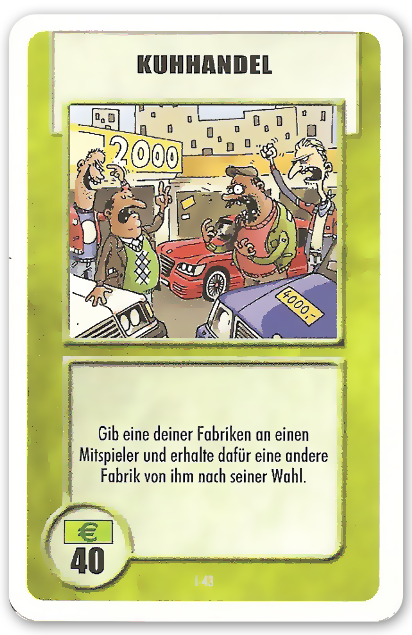 KUHHANDEL
2000
4000,-
Gib eine deiner Fabriken an einen
Mitspieler und erhalte dafür eine andere
Fabrik von ihm nach seiner Wahl.
€
40